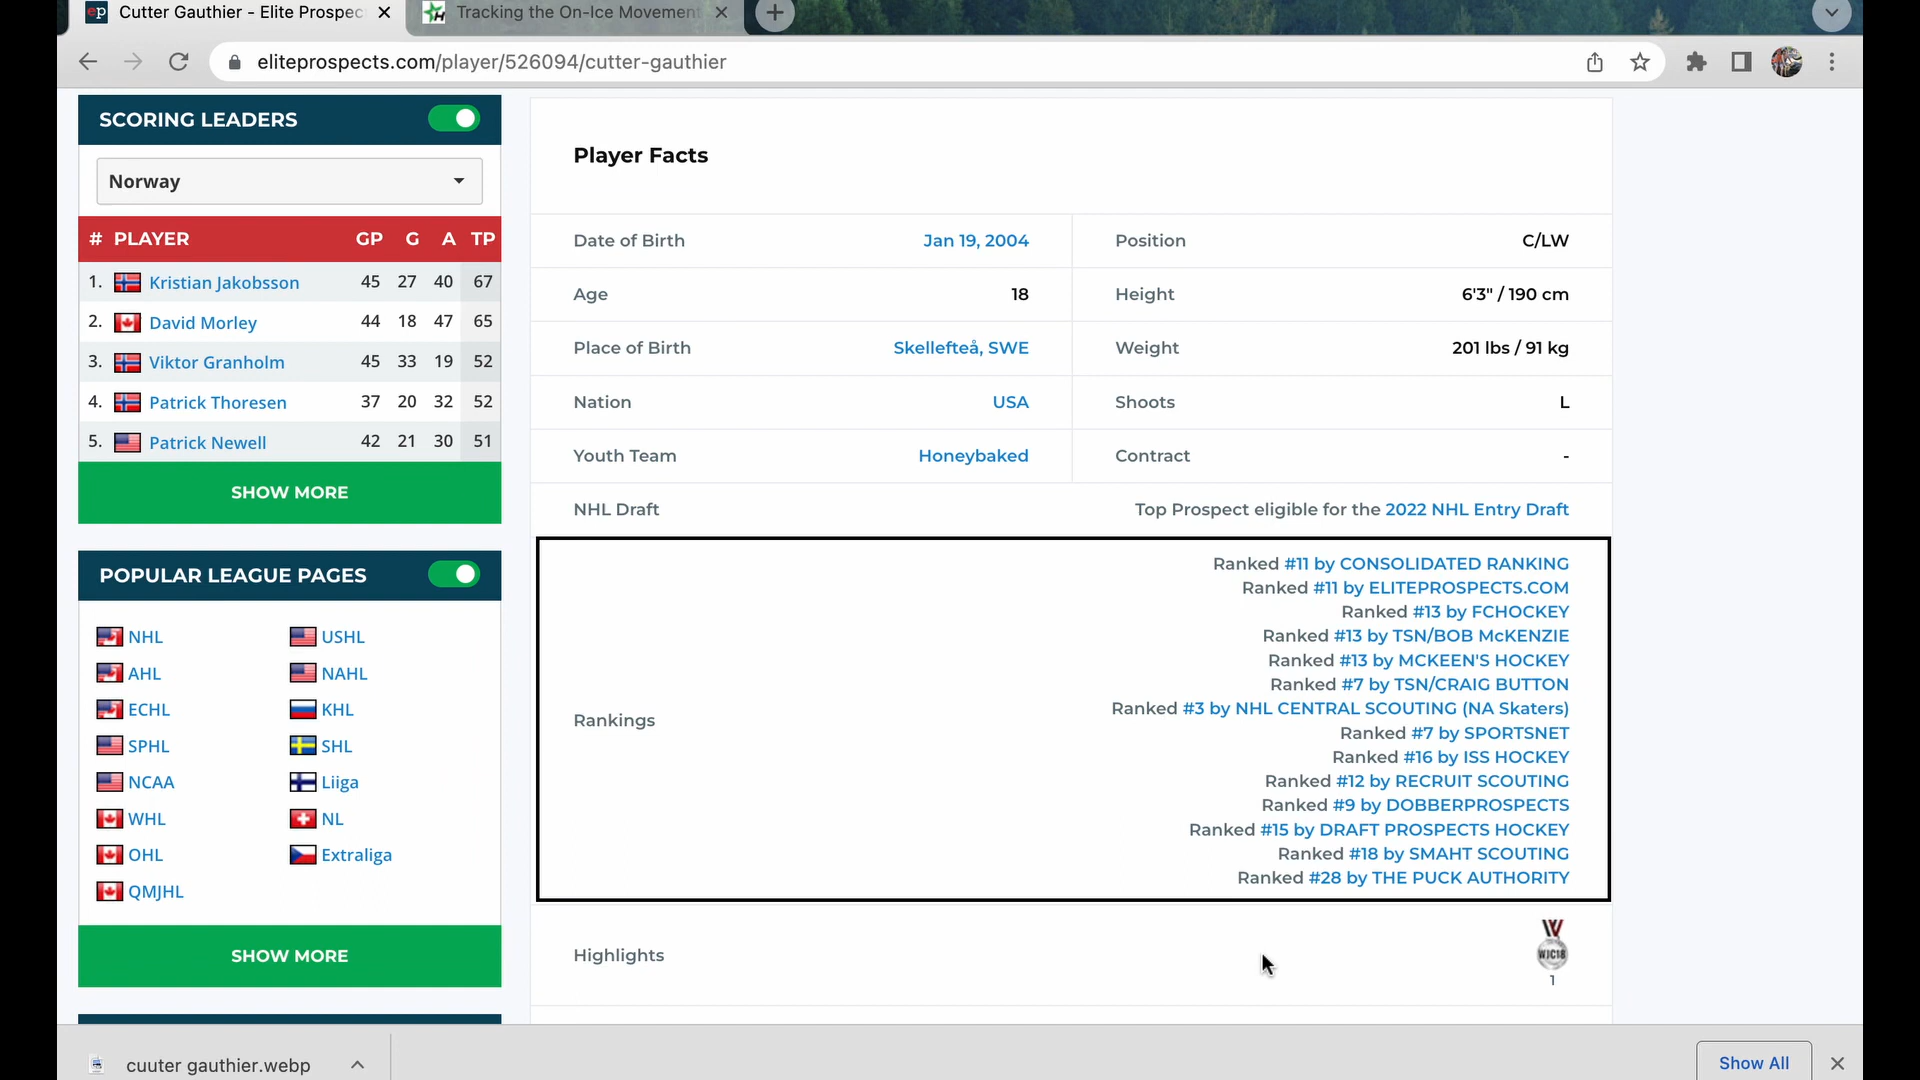 Cutter Gauthier - Elite Prospec
Tracking the On-Ice Movement
eliteprospects.com/player/526094/cutter-gauthier
SCORING LEADERS
Norway
# PLAYER GP G A TP
1. Kristian Jakobsson 45 27 40 67
2. David Morley 44 18 47 65
3. Viktor Granholm 45 33 19 52
4. Patrick Thoresen 37 20 32 52
5. Patrick Newell 42 21 30 51
SHOW MORE
POPULAR LEAGUE PAGES
NHL USHL
AHL NAHL
ECHL KHL
SPHL SHL
NCAA Liiga
WHL NL
OHL Extraliga
QMJHL
SHOW MORE
Player Facts
Date of Birth Jan 19, 2004 Position C/LW
Age 18 Height 6'3" / 190 cm
Place of Birth Skellefteå, SWE Weight 201 lbs / 91 kg
Nation USA Shoots L
Youth Team Honeybaked Contract -
NHL Draft Top Prospect eligible for the 2022 NHL Entry Draft
Rankings
Ranked #11 by CONSOLIDATED RANKING
Ranked #11 by ELITEPROSPECTS.COM
Ranked #13 by FCHOCKEY
Ranked #13 by TSN/BOB McKENZIE
Ranked #13 by MCKEEN'S HOCKEY
Ranked #7 by TSN/CRAIG BUTTON
Ranked #3 by NHL CENTRAL SCOUTING (NA Skaters)
Ranked #7 by SPORTSNET
Ranked #16 by ISS HOCKEY
Ranked #12 by RECRUIT SCOUTING
Ranked #9 by DOBBERPROSPECTS
Ranked #15 by DRAFT PROSPECTS HOCKEY
Ranked #18 by SMAHT SCOUTING
Ranked #28 by THE PUCK AUTHORITY
Highlights
WJC18
1
cuuter gauthier.webp
Show All